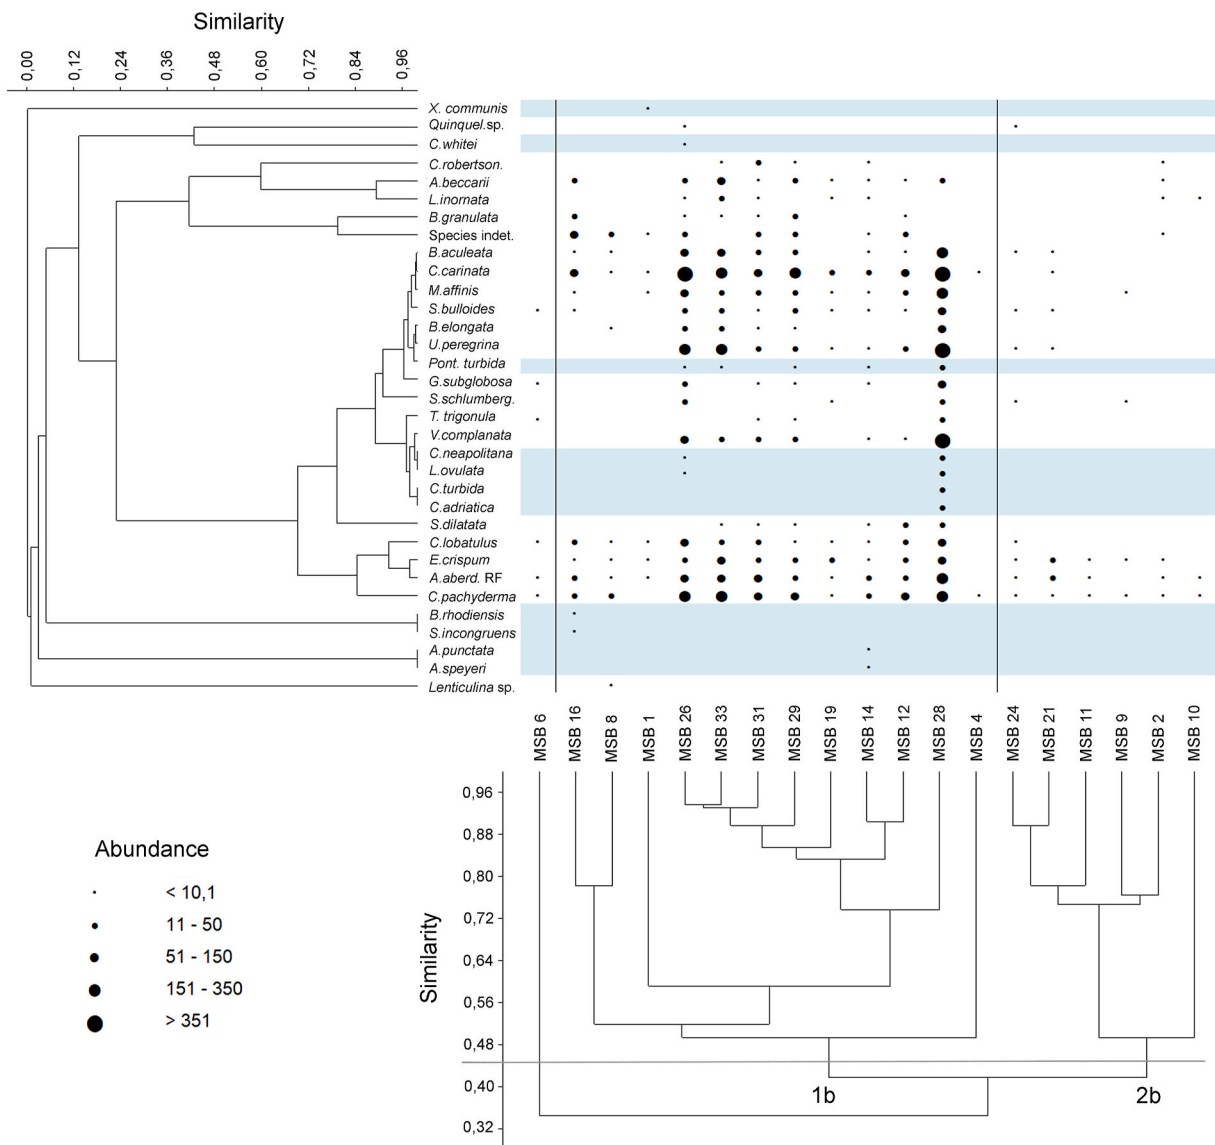 Similarity
0,00 0,12 0,24 0,36 0,48 0,60 0,72 0,84 0,96
X. communis
Quinquel.sp.
C.whitei
C.robertson.
A.beccarii
L.inornata
B.granulata
Species indet.
B.aculeata
C.carinata
M.affinis
S.bulloides
B.elongata
U.peregrina
Pont. turbida
G.subglobosa
S.schlumberg.
T. trigonula
V.complanata
C.neapolitana
L.ovulata
C.turbida
C.adriatica
S.dilatata
C.lobatulus
E.crispum
A.aberd. RF
C.pachyderma
B.rhodiensis
S.incongruens
A.punctata
A.speyeri
Lenticulina sp.
MSB 6 MSB 16 MSB 8 MSB 1 MSB 26 MSB 33 MSB 31 MSB 29 MSB 19 MSB 14 MSB 12 MSB 28 MSB 4 MSB 24 MSB 21 MSB 11 MSB 9 MSB 2 MSB 10
Abundance
< 10,1
11 - 50
51 - 150
151 - 350
> 351
Similarity
0,96
0,88
0,80
0,72
0,64
0,56
0,48
0,40
0,32
1b 2b